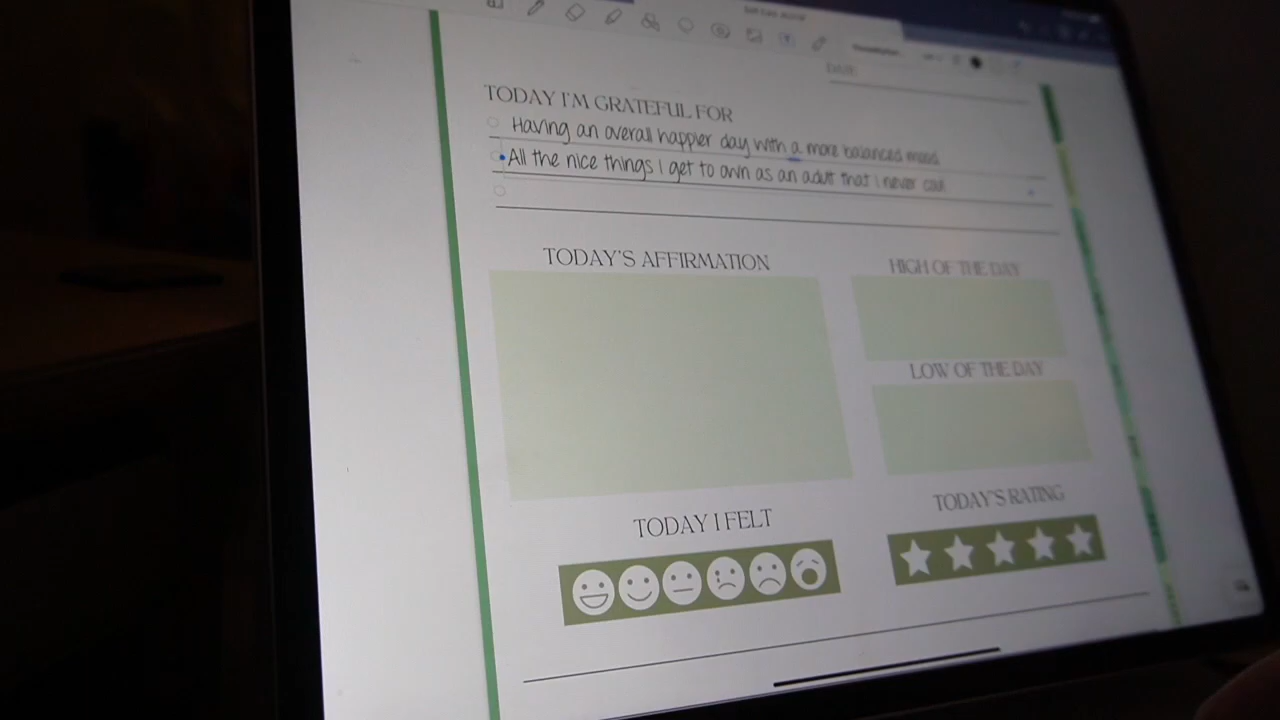 TODAY I'M GRATEFUL FOR
Having an overall happier day with a more balanced mood
All the nice things I get to own as an adult that I never
TODAY'S AFFIRMATION
HIGH OF THE DAY
LOW OF THE DAY
TODAY I FELT
TODAY'S RATING